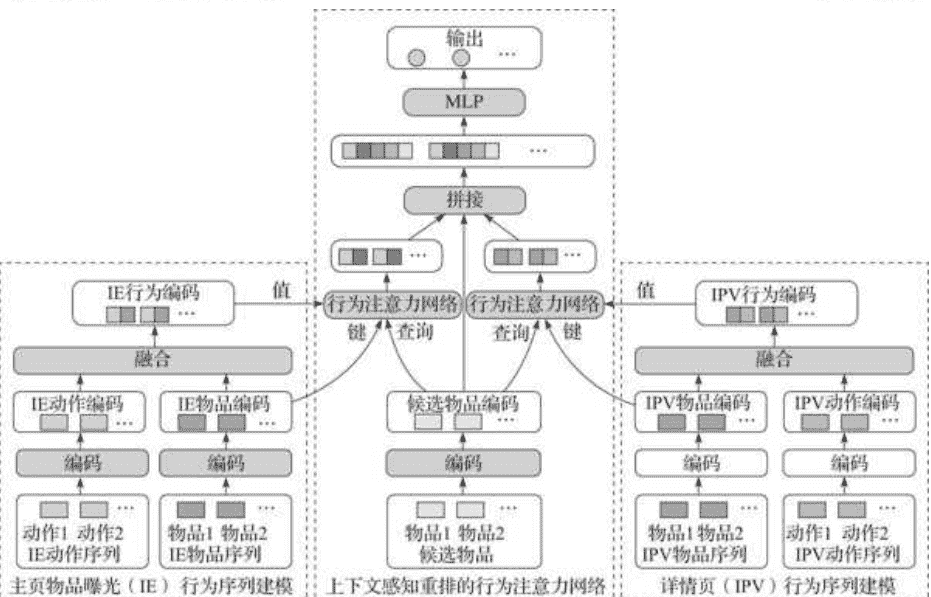 输出
MLP
拼接
IE行为编码
值
行为注意力网络
行为注意力网络
值
IPV行为编码
键
查询
查询
键
融合
融合
IE动作编码
IE物品编码
候选物品编码
IPV物品编码
IPV动作编码
编码
编码
编码
编码
编码
动作1 动作2
IE动作序列
物品1 物品2
IE物品序列
物品1 物品2
候选物品
物品1 物品2
IPV物品序列
动作1 动作2
IPV动作序列
主页物品曝光（IE）行为序列建模
上下文感知重排的行为注意力网络
详情页（IPV）行为序列建模